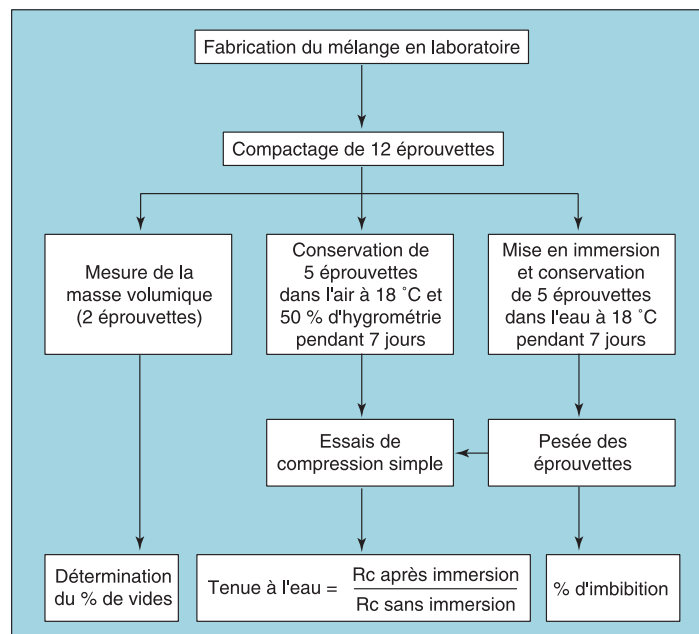 Fabrication du mélange en laboratoire
Compactage de 12 éprouvettes
Mesure de la
masse volumique
(2 éprouvettes)
Conservation de
5 éprouvettes
dans l'air à 18 °C et
50 % d'hygrométrie
pendant 7 jours
Mise en immersion
et conservation
de 5 éprouvettes
dans l'eau à 18 °C
pendant 7 jours
Essais de
compression simple
Pesée des
éprouvettes
Détermination
du % de vides
Tenue à l'eau =
Rc après immersion
Rc sans immersion
% d'imbibition